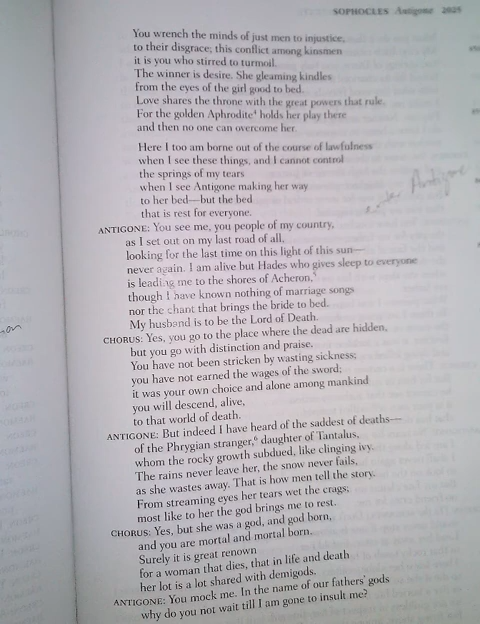 SOPHOCLES Antigone 2025
You wrench the minds of just men to injustice,
to their disgrace; this conflict among kinsmen
it is you who stirred to turmoil.
The winner is desire. She gleaming kindles
from the eyes of the girl good to bed.
Love shares the throne with the great powers that rule.
For the golden Aphrodite⁴ holds her play there
and then no one can overcome her.
Here I too am borne out of the course of lawfulness
when I see these things, and I cannot control
the springs of my tears
when I see Antigone making her way
to her bed—but the bed
that is rest for everyone.
enter Antigone
ANTIGONE: You see me, you people of my country,
as I set out on my last road of all,
looking for the last time on this light of this sun—
never again. I am alive but Hades who gives sleep to everyone
is leading me to the shores of Acheron,⁵
though I have known nothing of marriage songs
nor the chant that brings the bride to bed.
My husband is to be the Lord of Death.
CHORUS: Yes, you go to the place where the dead are hidden,
but you go with distinction and praise.
You have not been stricken by wasting sickness;
you have not earned the wages of the sword;
it was your own choice and alone among mankind
you will descend, alive,
to that world of death.
ANTIGONE: But indeed I have heard of the saddest of deaths—
of the Phrygian stranger,⁶ daughter of Tantalus,
whom the rocky growth subdued, like clinging ivy.
The rains never leave her, the snow never fails,
as she wastes away. That is how men tell the story.
From streaming eyes her tears wet the crags;
most like to her the god brings me to rest.
CHORUS: Yes, but she was a god, and god born,
and you are mortal and mortal born.
Surely it is great renown
for a woman that dies, that in life and death
her lot is a lot shared with demigods.
ANTIGONE: You mock me. In the name of our fathers' gods
why do you not wait till I am gone to insult me?